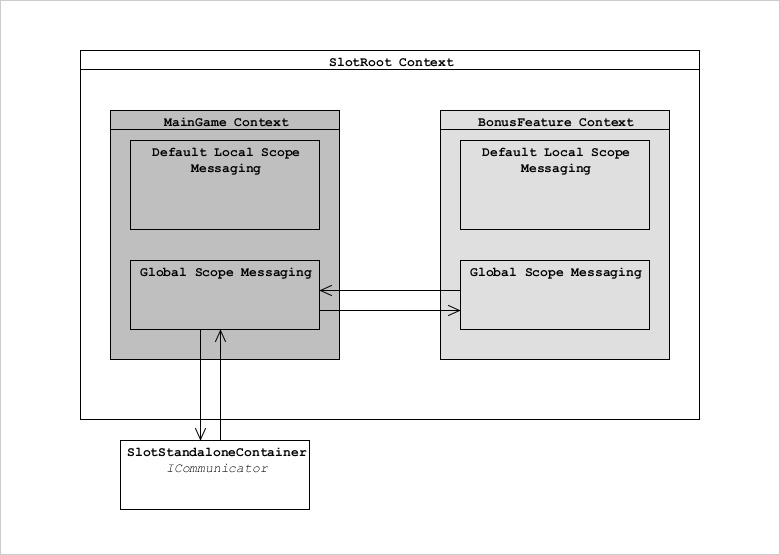 SlotRoot Context
MainGame Context
Default Local Scope
Messaging
Global Scope Messaging
BonusFeature Context
Default Local Scope
Messaging
Global Scope Messaging
SlotStandaloneContainer
ICommunicator